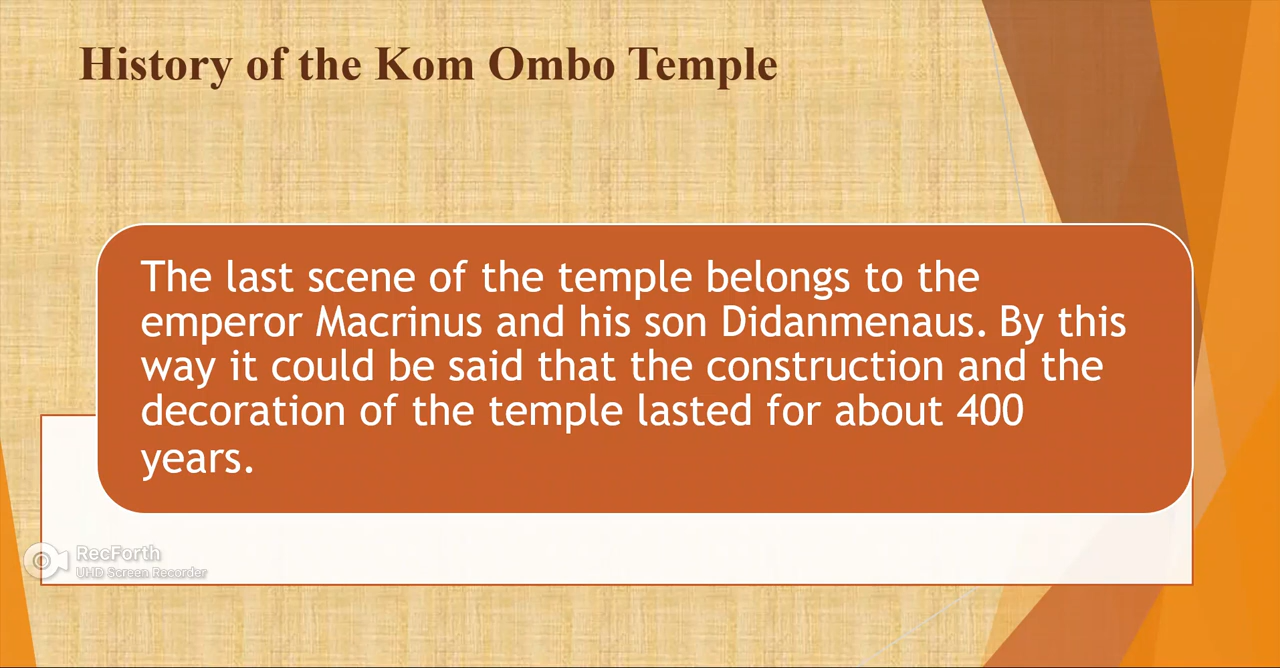 History of the Kom Ombo Temple
The last scene of the temple belongs to the
emperor Macrinus and his son Didanmenaus. By this
way it could be said that the construction and the
decoration of the temple lasted for about 400
years.
RecForth
UHD Screen Recorder